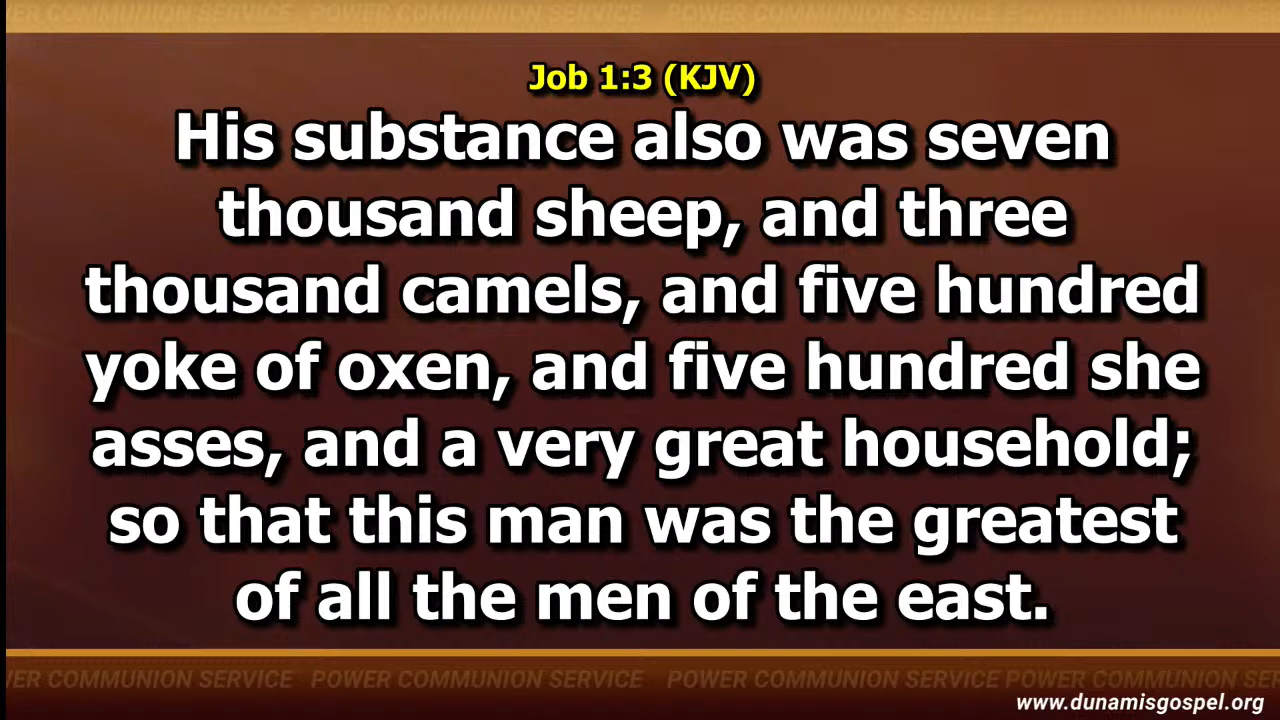 POWER COMMUNION SERVICE POWER COMMUNION SERVICE POWER COMMUNION SERVICE POWER COMMUNION SERVICE
Job 1:3 (KJV)
His substance also was seven
thousand sheep, and three
thousand camels, and five hundred
yoke of oxen, and five hundred she
asses, and a very great household;
so that this man was the greatest
of all the men of the east.
ER COMMUNION SERVICE POWER COMMUNION SERVICE POWER COMMUNION SERVICE POWER COMMUNION SERVICE
www.dunamisgospel.org